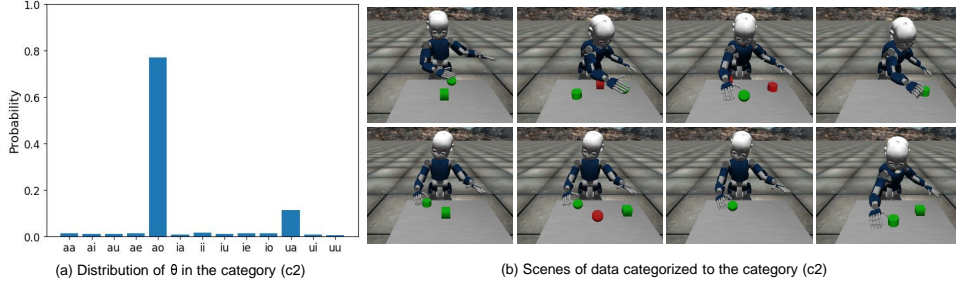 1.0
0.8
0.6
0.4
0.2
0.0
Probability
aa ai au ae ao ia ii iu ie io ua ui uu
(a) Distribution of θ in the category (c2)
(b) Scenes of data categorized to the category (c2)